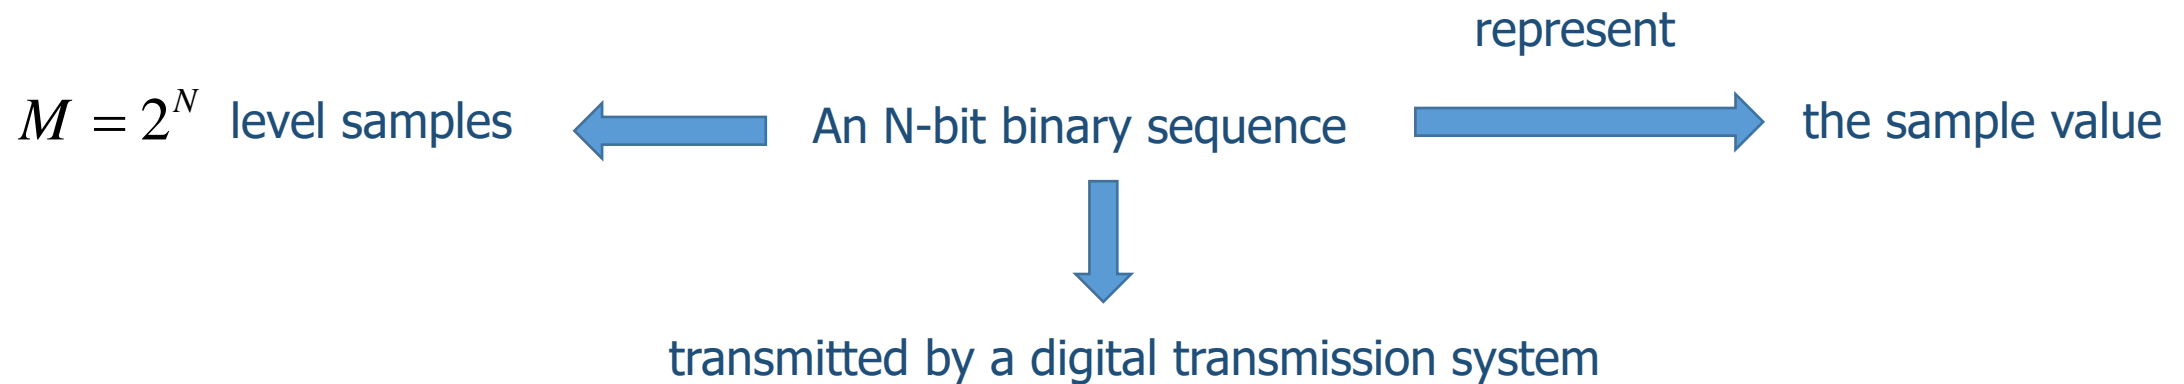 represent
M = 2^N level samples An N-bit binary sequence the sample value
transmitted by a digital transmission system